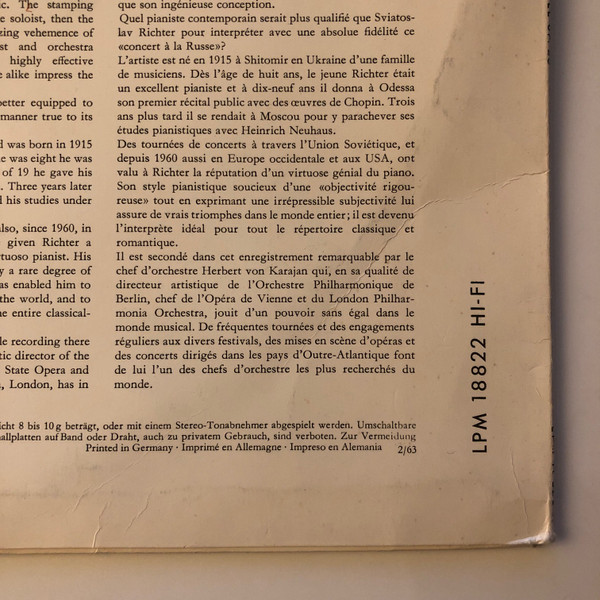 c. The stamping
e soloist, then the
zing vehemence of
st and orchestra
highly effective
e alike impress the
better equipped to
manner true to its
d was born in 1915
e was eight he was
of 19 he gave his
. Three years later
d his studies under
also, since 1960, in
given Richter a
rtuoso pianist. His
y a rare degree of
as enabled him to
the world, and to
he entire classical-
le recording there
tic director of the
State Opera and
, London, has in
que son ingénieuse conception.
Quel pianiste contemporain serait plus qualifié que Sviatos-
lav Richter pour interpréter avec une absolue fidélité ce
«concert à la Russe»?
L'artiste est né en 1915 à Shitomir en Ukraine d'une famille
de musiciens. Dès l'âge de huit ans, le jeune Richter était
un excellent pianiste et à dix-neuf ans il donna à Odessa
son premier récital public avec des œuvres de Chopin. Trois
ans plus tard il se rendait à Moscou pour y parachever ses
études pianistiques avec Heinrich Neuhaus.
Des tournées de concerts à travers l'Union Soviétique, et
depuis 1960 aussi en Europe occidentale et aux USA, ont
valu à Richter la réputation d'un virtuose génial du piano.
Son style pianistique soucieux d'une «objectivité rigou-
reuse» tout en exprimant une irrépressible subjectivité lui
assure de vrais triomphes dans le monde entier; il est devenu
l'interprète idéal pour tout le répertoire classique et
romantique.
Il est secondé dans cet enregistrement remarquable par le
chef d'orchestre Herbert von Karajan qui, en sa qualité de
directeur artistique de l'Orchestre Philharmonique de
Berlin, chef de l'Opéra de Vienne et du London Philhar-
monia Orchestra, jouit d'un pouvoir sans égal dans le
monde musical. De fréquentes tournées et des engagements
réguliers aux divers festivals, des mises en scène d'opéras et
des concerts dirigés dans les pays d'Outre-Atlantique font
de lui l'un des chefs d'orchestre les plus recherchés du
monde.
icht 8 bis 10 g beträgt, oder mit einem Stereo-Tonabnehmer abgespielt werden. Umschaltbare
allplatten auf Band oder Draht, auch zu privatem Gebrauch, sind verboten. Zur Vermeidung
Printed in Germany · Imprimé en Allemagne · Impreso en Alemania 2/63
LPM 18822 HI-FI